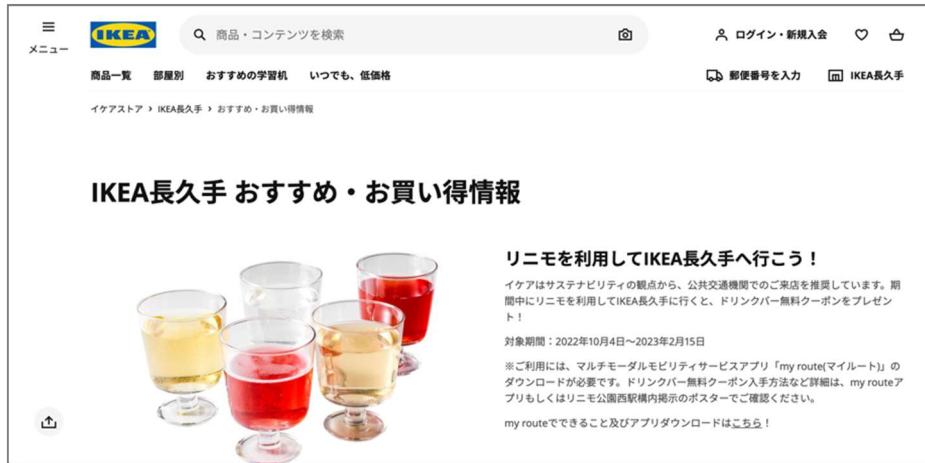 IKEA
商品・コンテンツを検索
ログイン・新規入会
メニュー
商品一覧 部屋別 おすすめの学習机 いつでも、低価格
郵便番号を入力 IKEA長久手
イケアストア › IKEA長久手 › おすすめ・お買い得情報
IKEA長久手 おすすめ・お買い得情報
リニモを利用してIKEA長久手へ行こう！
イケアはサステナビリティの観点から、公共交通機関でのご来店を推奨しています。期
間中にリニモを利用してIKEA長久手に行くと、ドリンクバー無料クーポンをプレゼン
ト！
対象期間：2022年10月4日～2023年2月15日
※ご利用には、マルチモーダルモビリティサービスアプリ「my route(マイルート)」の
ダウンロードが必要です。ドリンクバー無料クーポン入手方法など詳細は、my routeア
プリもしくはリニモ公園西駅構内掲示のポスターでご確認ください。
my routeでできること及びアプリダウンロードはこちら！